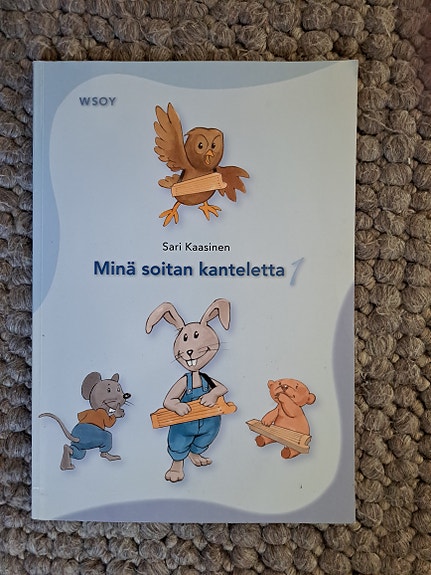 WSOY
Sari Kaasinen
Minä soitan kanteletta 1